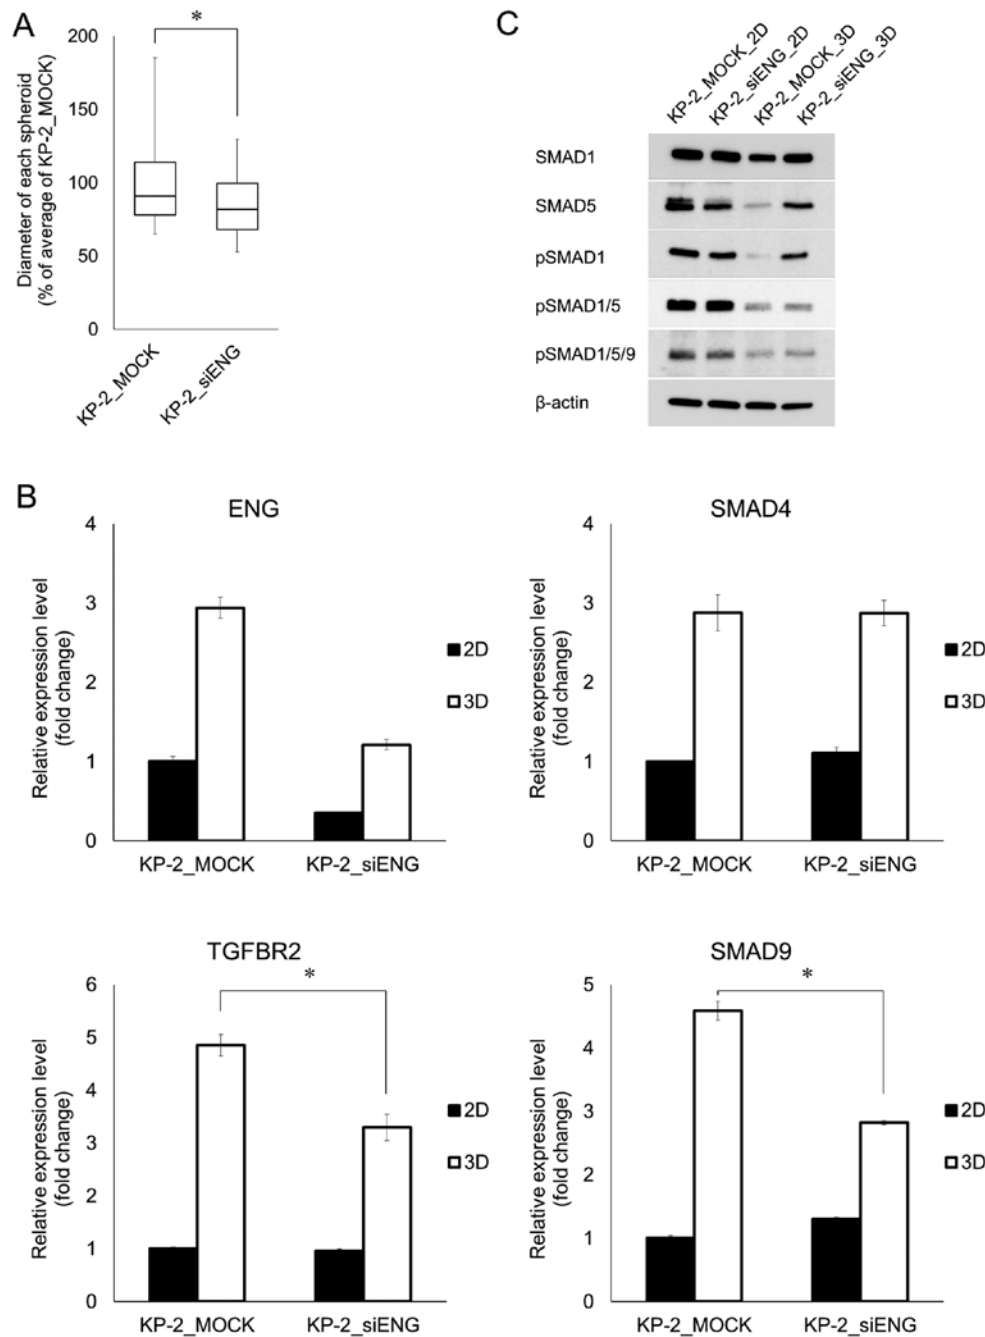 A
*
200
150
100
50
0
Diameter of each spheroid
(% of average of KP-2_MOCK)
KP-2_MOCK
KP-2_siENG
C
KP-2_MOCK_2D
KP-2_siENG_2D
KP-2_MOCK_3D
KP-2_siENG_3D
SMAD1
SMAD5
pSMAD1
pSMAD1/5
pSMAD1/5/9
β-actin
B
ENG
4
3
2
1
0
Relative expression level
(fold change)
2D
3D
KP-2_MOCK
KP-2_siENG
SMAD4
4
3
2
1
0
Relative expression level
(fold change)
2D
3D
KP-2_MOCK
KP-2_siENG
TGFBR2
*
6
5
4
3
2
1
0
Relative expression level
(fold change)
2D
3D
KP-2_MOCK
KP-2_siENG
SMAD9
*
5
4
3
2
1
0
Relative expression level
(fold change)
2D
3D
KP-2_MOCK
KP-2_siENG